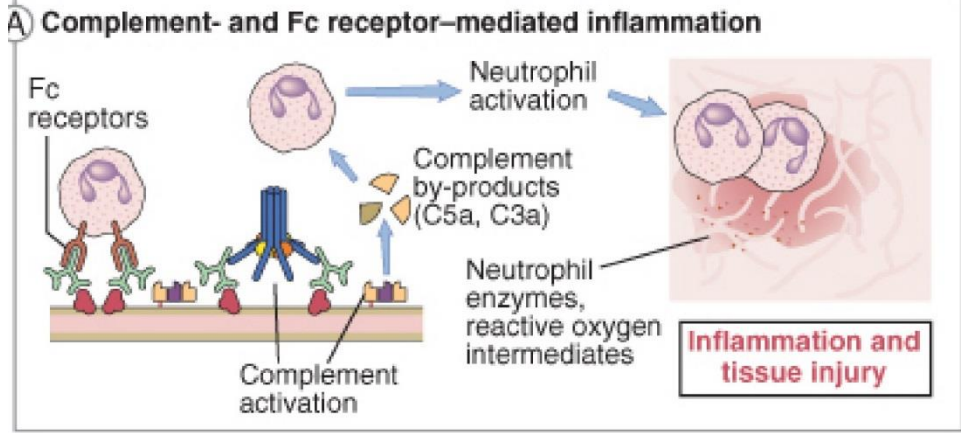 A Complement- and Fc receptor–mediated inflammation
Fc
receptors
Neutrophil
activation
Complement
by-products
(C5a, C3a)
Neutrophil
enzymes,
reactive oxygen
intermediates
Complement
activation
Inflammation and
tissue injury